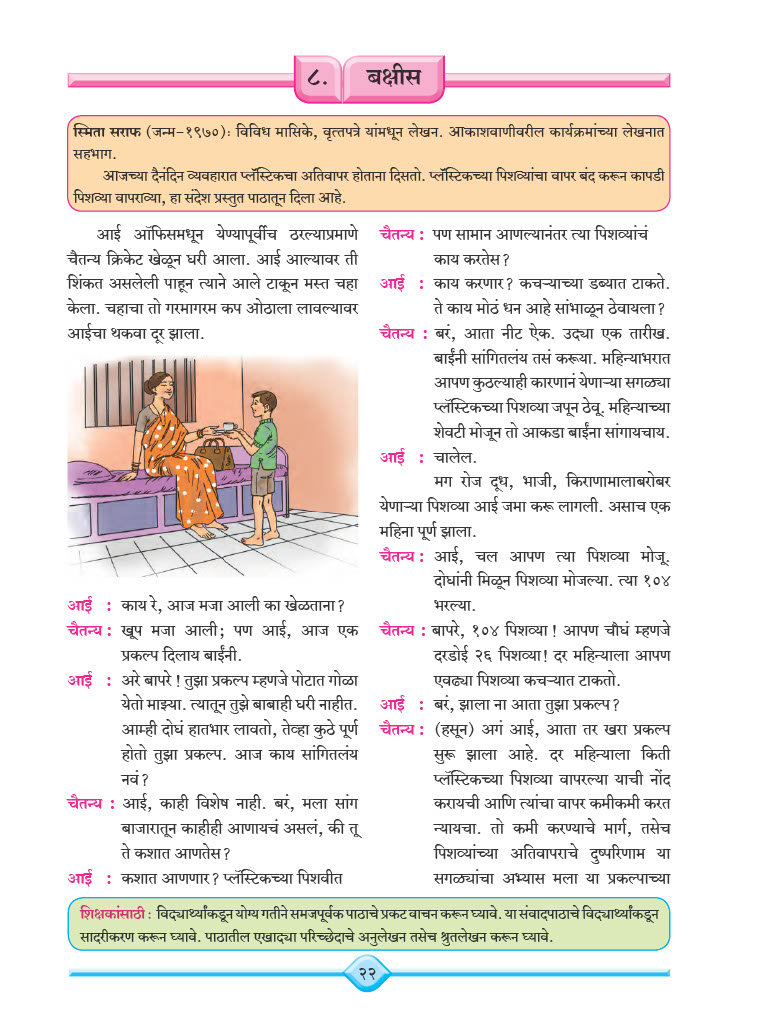 ८. बक्षीस
स्मिता सराफ (जन्म-१९७०): विविध मासिके, वृत्तपत्रे यांमधून लेखन. आकाशवाणीवरील कार्यक्रमांच्या लेखनात
सहभाग.
आजच्या दैनंदिन व्यवहारात प्लॅस्टिकचा अतिवापर होताना दिसतो. प्लॅस्टिकच्या पिशव्यांचा वापर बंद करून कापडी
पिशव्या वापराव्या, हा संदेश प्रस्तुत पाठातून दिला आहे.
आई ऑफिसमधून येण्यापूर्वीच ठरल्याप्रमाणे
चैतन्य क्रिकेट खेळून घरी आला. आई आल्यावर ती
शिंकत असलेली पाहून त्याने आले टाकून मस्त चहा
केला. चहाचा तो गरमागरम कप ओठाला लावल्यावर
आईचा थकवा दूर झाला.
आई : काय रे, आज मजा आली का खेळताना?
चैतन्य : खूप मजा आली; पण आई, आज एक
प्रकल्प दिलाय बाईंनी.
आई : अरे बापरे! तुझा प्रकल्प म्हणजे पोटात गोळा
येतो माझ्या. त्यातून तुझे बाबाही घरी नाहीत.
आम्ही दोघं हातभार लावतो, तेव्हा कुठे पूर्ण
होतो तुझा प्रकल्प. आज काय सांगितलंय
नवं?
चैतन्य : आई, काही विशेष नाही. बरं, मला सांग
बाजारातून काहीही आणायचं असलं, की तू
ते कशात आणतेस?
आई : कशात आणणार? प्लॅस्टिकच्या पिशवीत
चैतन्य : पण सामान आणल्यानंतर त्या पिशव्यांचं
काय करतेस?
आई : काय करणार? कचऱ्याच्या डब्यात टाकते.
ते काय मोठं धन आहे सांभाळून ठेवायला?
चैतन्य : बरं, आता नीट ऐक. उद्या एक तारीख.
बाईंनी सांगितलंय तसं करूया. महिन्याभरात
आपण कुठल्याही कारणानं येणाऱ्या सगळ्या
प्लॅस्टिकच्या पिशव्या जपून ठेवू. महिन्याच्या
शेवटी मोजून तो आकडा बाईंना सांगायचाय.
आई : चालेल.
मग रोज दूध, भाजी, किराणामालाबरोबर
येणाऱ्या पिशव्या आई जमा करू लागली. असाच एक
महिना पूर्ण झाला.
चैतन्य : आई, चल आपण त्या पिशव्या मोजू.
दोघांनी मिळून पिशव्या मोजल्या. त्या १०४
भरल्या.
चैतन्य : बापरे, १०४ पिशव्या! आपण चौघं म्हणजे
दरडोई २६ पिशव्या! दर महिन्याला आपण
एवढ्या पिशव्या कचऱ्यात टाकतो.
आई : बरं, झाला ना आता तुझा प्रकल्प?
चैतन्य : (हसून) अगं आई, आता तर खरा प्रकल्प
सुरू झाला आहे. दर महिन्याला किती
प्लॅस्टिकच्या पिशव्या वापरल्या याची नोंद
करायची आणि त्यांचा वापर कमीकमी करत
न्यायचा. तो कमी करण्याचे मार्ग, तसेच
पिशव्यांच्या अतिवापराचे दुष्परिणाम या
सगळ्यांचा अभ्यास मला या प्रकल्पाच्या
शिक्षकांसाठी : विद्यार्थ्यांकडून योग्य गतीने समजपूर्वक पाठाचे प्रकट वाचन करून घ्यावे. या संवादपाठाचे विद्यार्थ्यांकडून
सादरीकरण करून घ्यावे. पाठातील एखाद्या परिच्छेदाचे अनुलेखन तसेच श्रुतलेखन करून घ्यावे.
२२